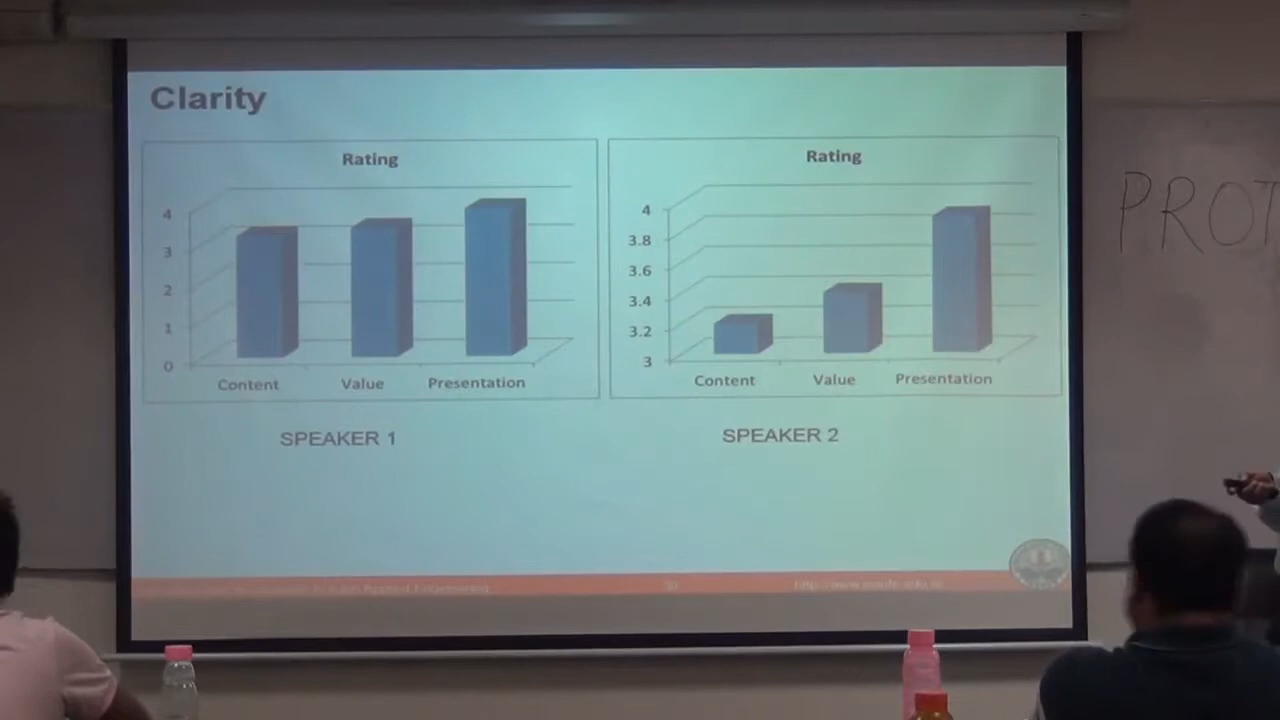 Clarity
Rating
4
3
2
1
0
Content Value Presentation
SPEAKER 1
Rating
4
3.8
3.6
3.4
3.2
3
Content Value Presentation
SPEAKER 2
PROT